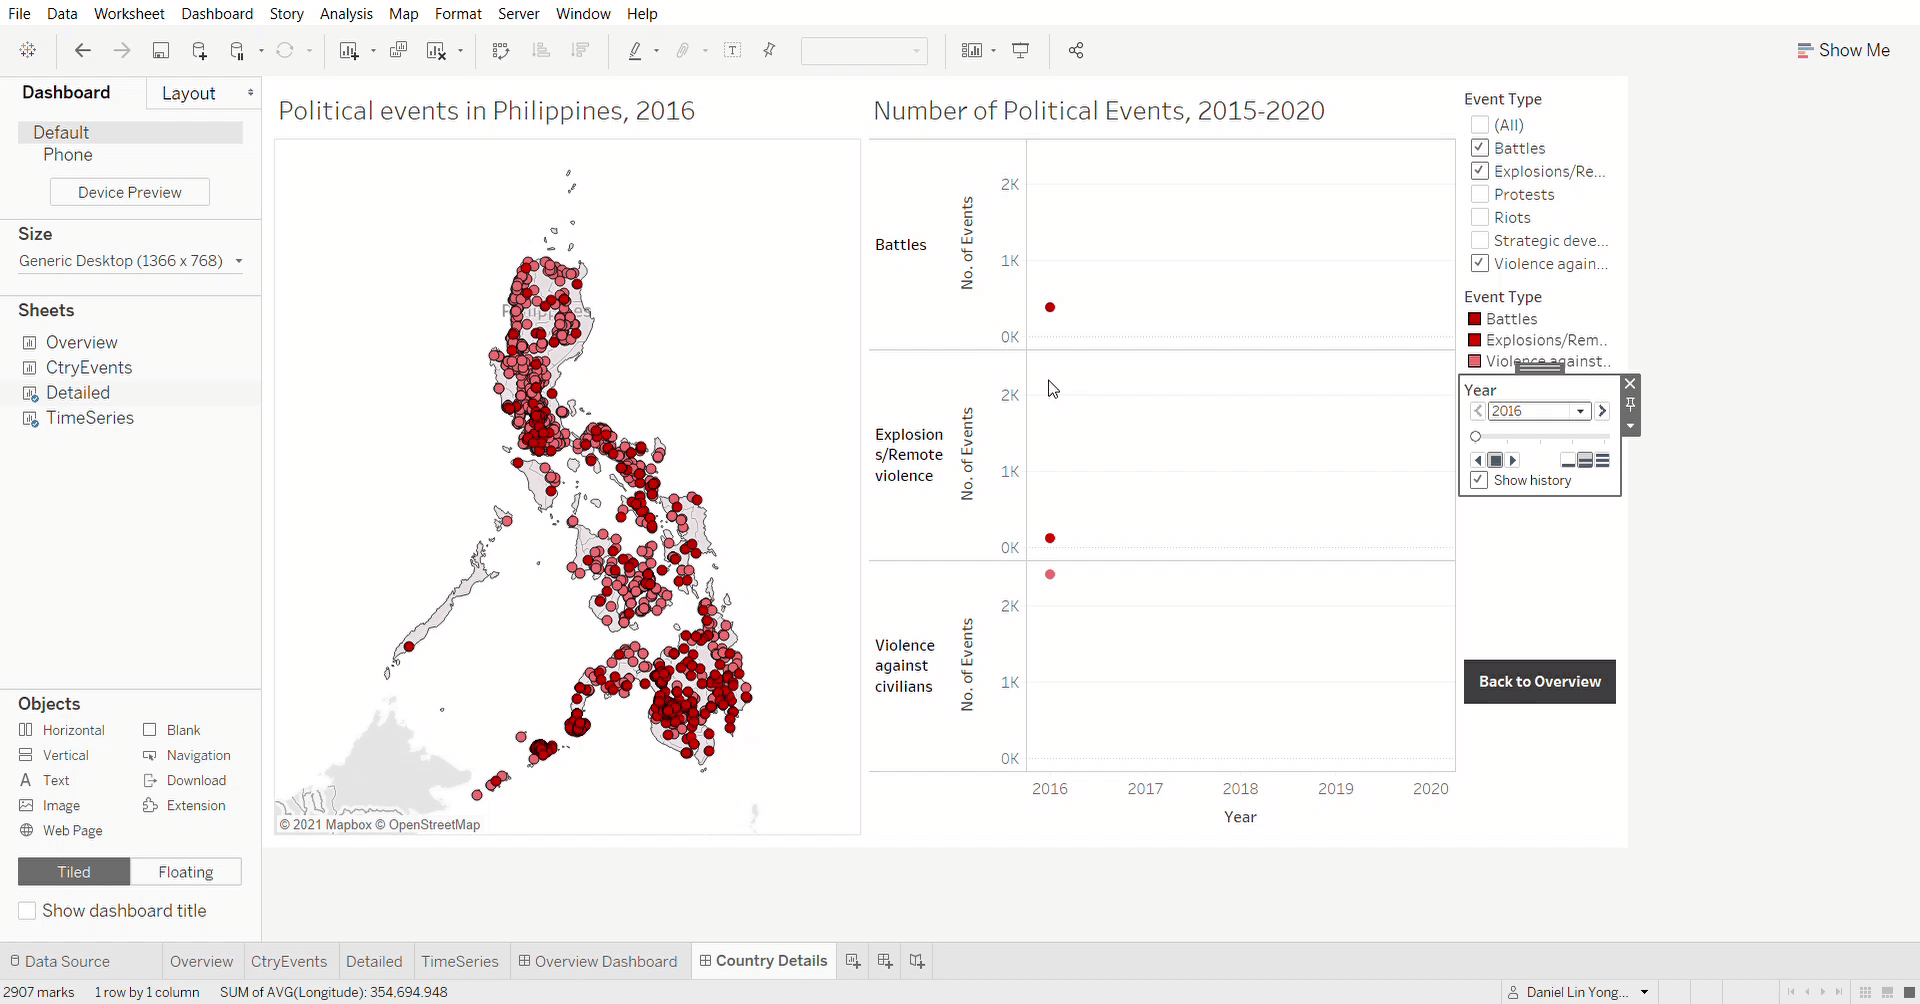 File Data Worksheet Dashboard Story Analysis Map Format Server Window Help
Show Me
Dashboard
Layout
Default
Phone
Device Preview
Size
Generic Desktop (1366 x 768)
Sheets
Overview
CtryEvents
Detailed
TimeSeries
Objects
Horizontal Blank
Vertical Navigation
Text Download
Image Extension
Web Page
Tiled Floating
Show dashboard title
Political events in Philippines, 2016
© 2021 Mapbox © OpenStreetMap
Number of Political Events, 2015-2020
Battles
No. of Events
2K
1K
0K
Explosion
s/Remote
violence
No. of Events
2K
1K
0K
Violence
against
civilians
No. of Events
2K
1K
0K
2016 2017 2018 2019 2020
Year
Event Type
(All)
Battles
Explosions/Re...
Protests
Riots
Strategic deve...
Violence again...
Event Type
Battles
Explosions/Rem..
Violence against..
Year
2016
Show history
Back to Overview
Data Source Overview CtryEvents Detailed TimeSeries Overview Dashboard Country Details
2907 marks 1 row by 1 column SUM of AVG(Longitude): 354,694.948
Daniel Lin Yong...